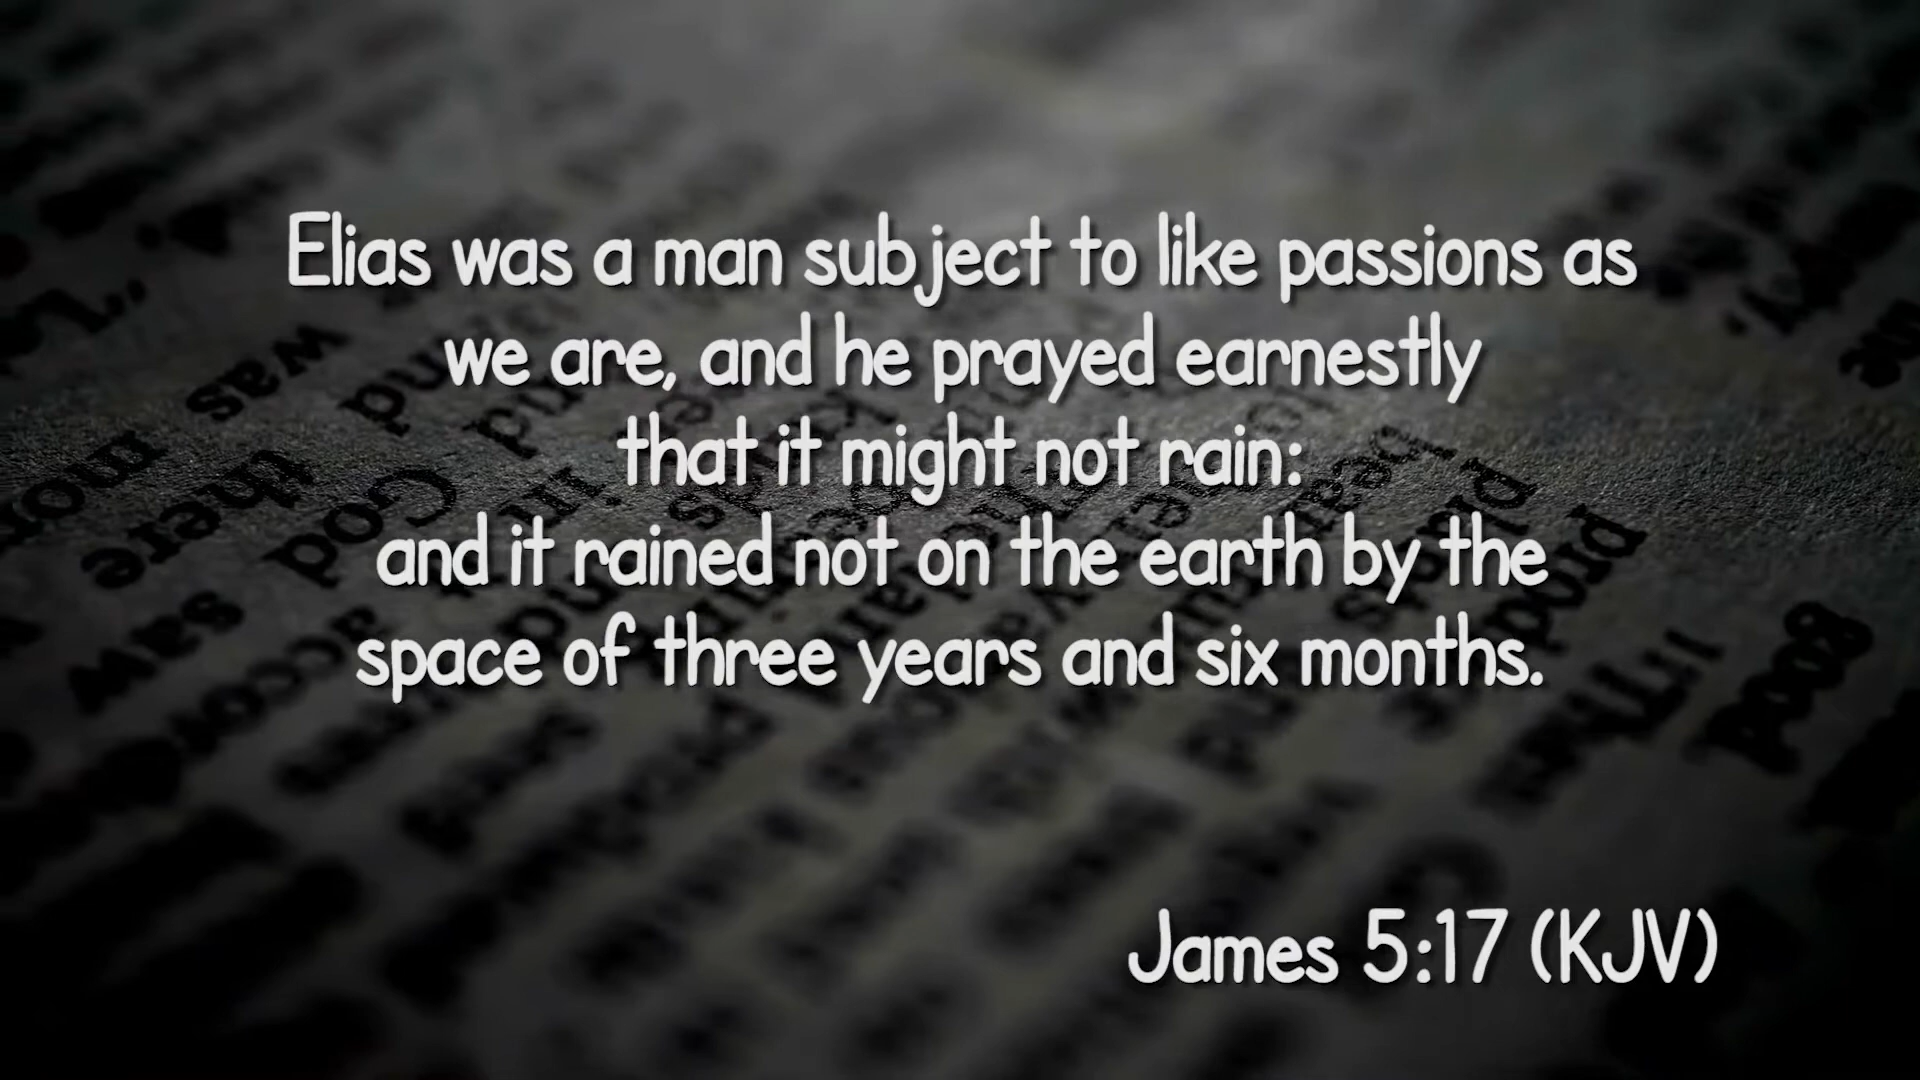 Elias was a man subject to like passions as
we are, and he prayed earnestly
that it might not rain:
and it rained not on the earth by the
space of three years and six months.
James 5:17 (KJV)